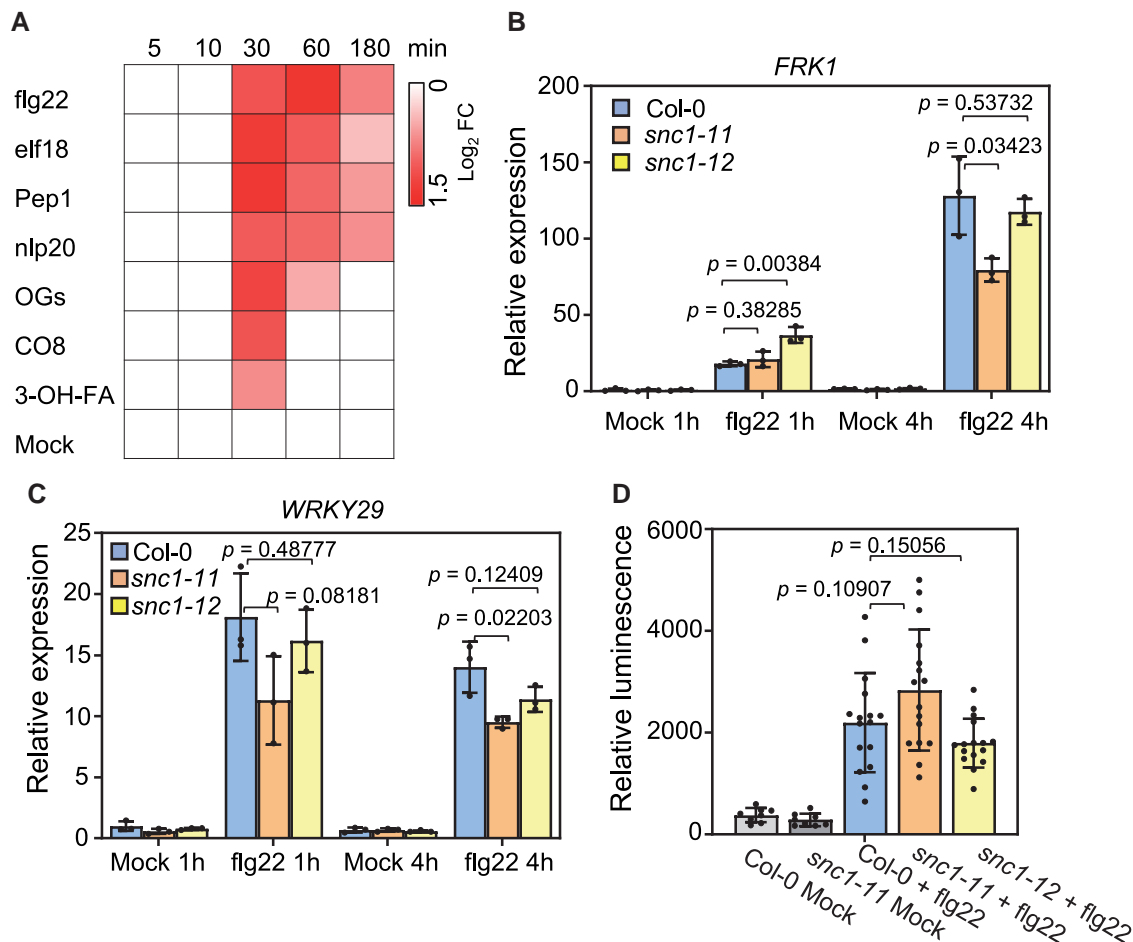 A
5 10 30 60 180 min
flg22
elf18
Pep1
nlp20
OGs
CO8
3-OH-FA
Mock
0
Log2 FC
1.5
B
FRK1
Relative expression
200
150
100
50
0
Col-0
snc1-11
snc1-12
p = 0.53732
p = 0.03423
p = 0.00384
p = 0.38285
Mock 1h flg22 1h Mock 4h flg22 4h
C
WRKY29
Relative expression
25
20
15
10
5
0
Col-0
snc1-11
snc1-12
p = 0.48777
p = 0.08181
p = 0.12409
p = 0.02203
Mock 1h flg22 1h Mock 4h flg22 4h
D
Relative luminescence
6000
4000
2000
0
p = 0.15056
p = 0.10907
Col-0 Mock
snc1-11 Mock
Col-0 + flg22
snc1-11 + flg22
snc1-12 + flg22